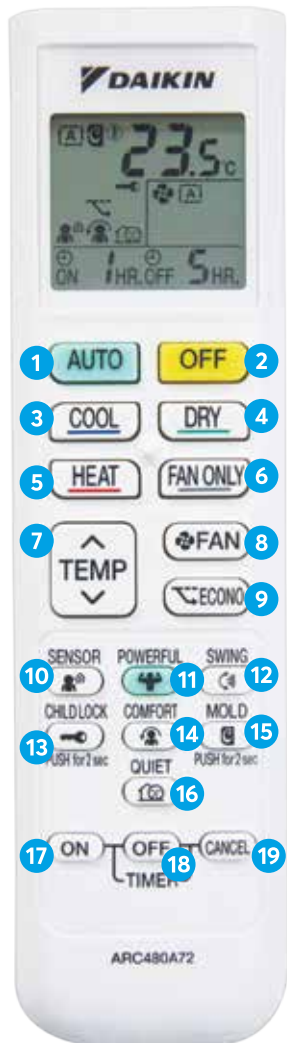 DAIKIN
A A 23.5°C
A
ON 1HR. OFF 5HR.
1 AUTO OFF 2
3 COOL DRY 4
5 HEAT FAN ONLY 6
7 TEMP FAN 8
ECONO 9
SENSOR POWERFUL SWING
10 11 12
CHILD LOCK COMFORT MOLD
13 14 15
PUSH for 2 sec PUSH for 2 sec
QUIET
16
17 ON OFF 18 CANCEL 19
TIMER
ARC480A72